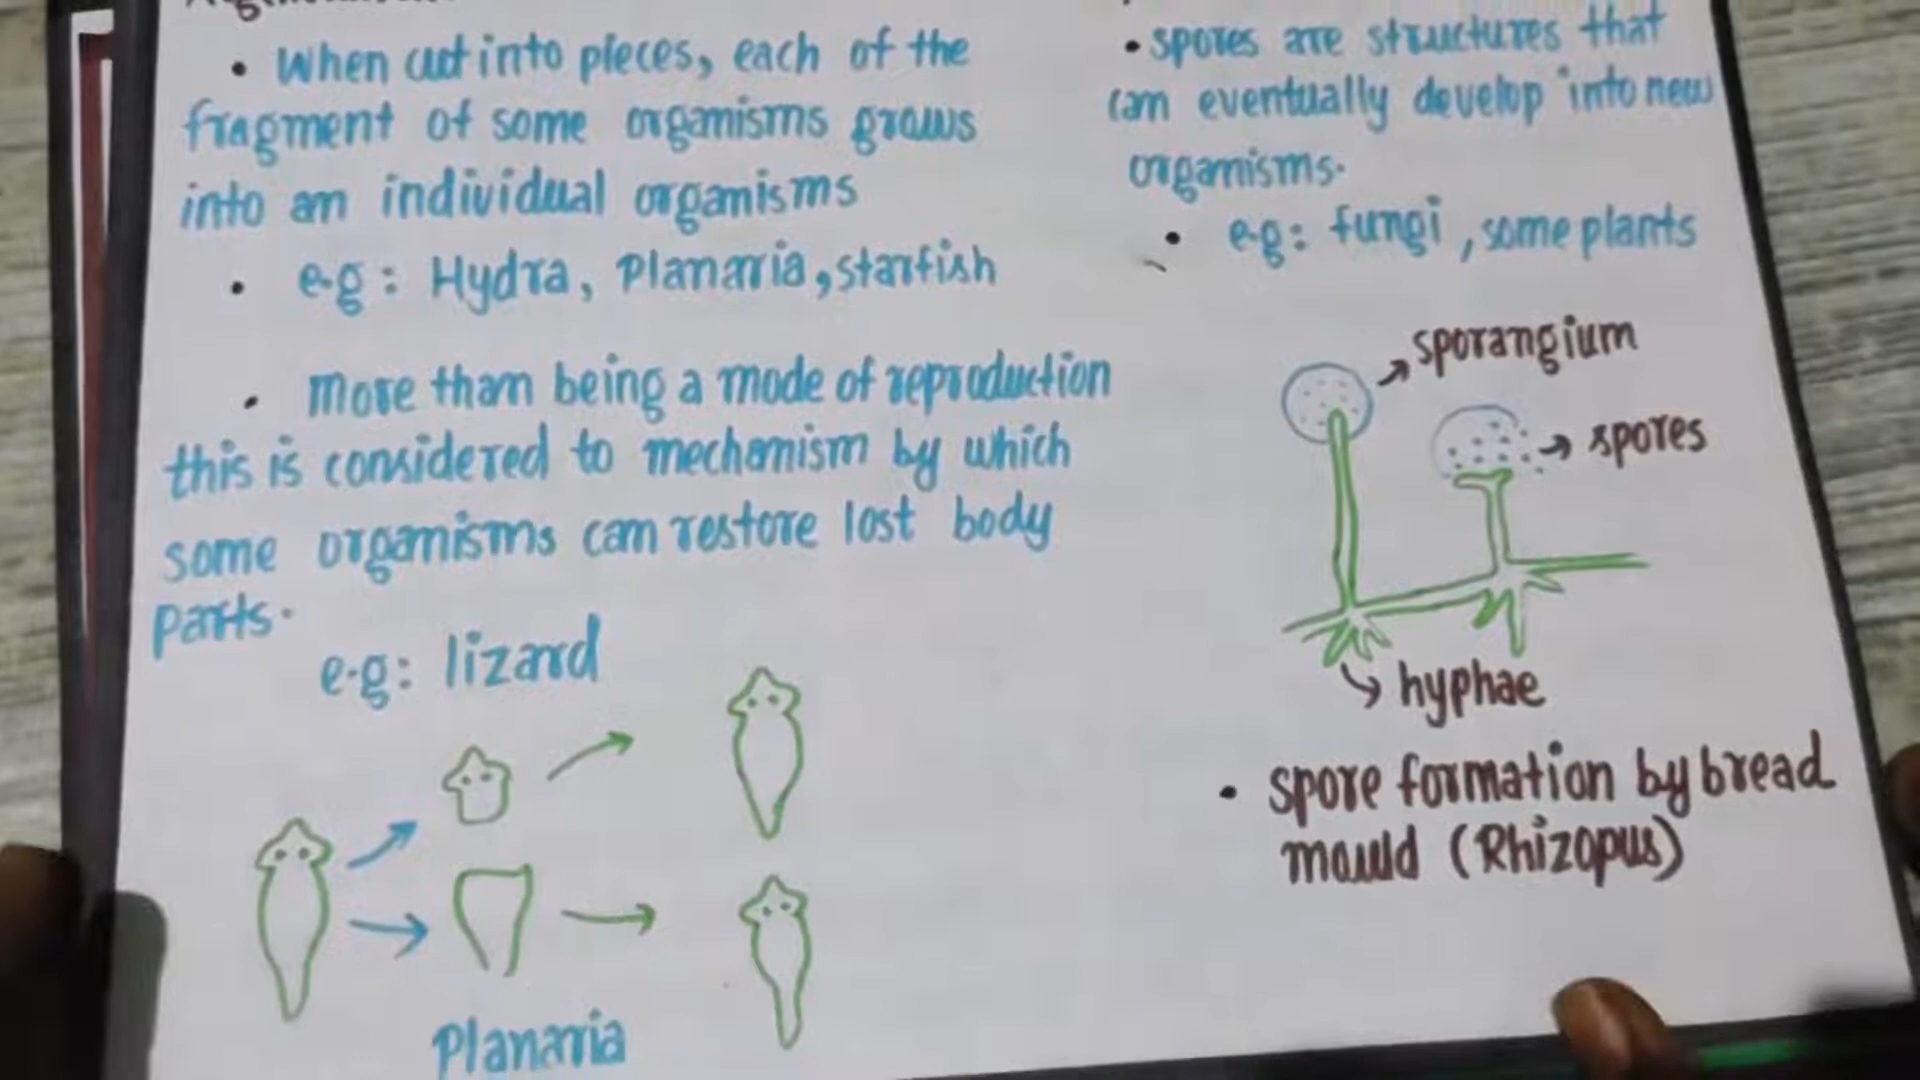 • When cut into pieces, each of the
fragment of some organisms grows
into an individual organisms
• e.g: Hydra, Planaria, starfish
• More than being a mode of reproduction
this is considered to mechanism by which
some organisms can restore lost body
parts.
e.g: lizard
Planaria
• spores are structures that
can eventually develop into new
organisms.
• e.g: fungi, some plants
sporangium
spores
hyphae
• spore formation by bread
mould (Rhizopus)